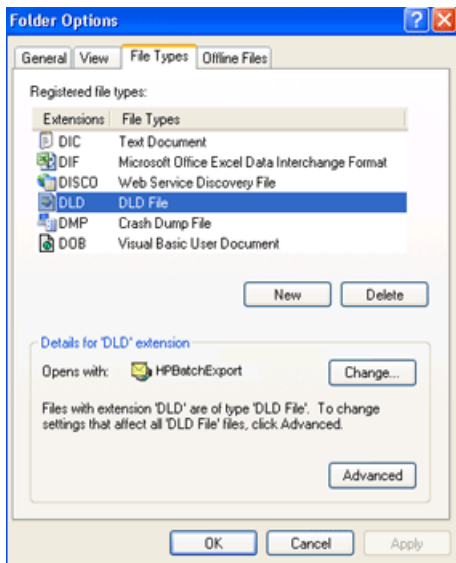 Folder Options
General View File Types Offline Files
Registered file types:
Extensions File Types
DIC Text Document
DIF Microsoft Office Excel Data Interchange Format
DISCO Web Service Discovery File
DLD DLD File
DMP Crash Dump File
DOB Visual Basic User Document
New Delete
Details for 'DLD' extension
Opens with: HPBatchExport Change...
Files with extension 'DLD' are of type 'DLD File'. To change
settings that affect all 'DLD File' files, click Advanced.
Advanced
OK Cancel Apply